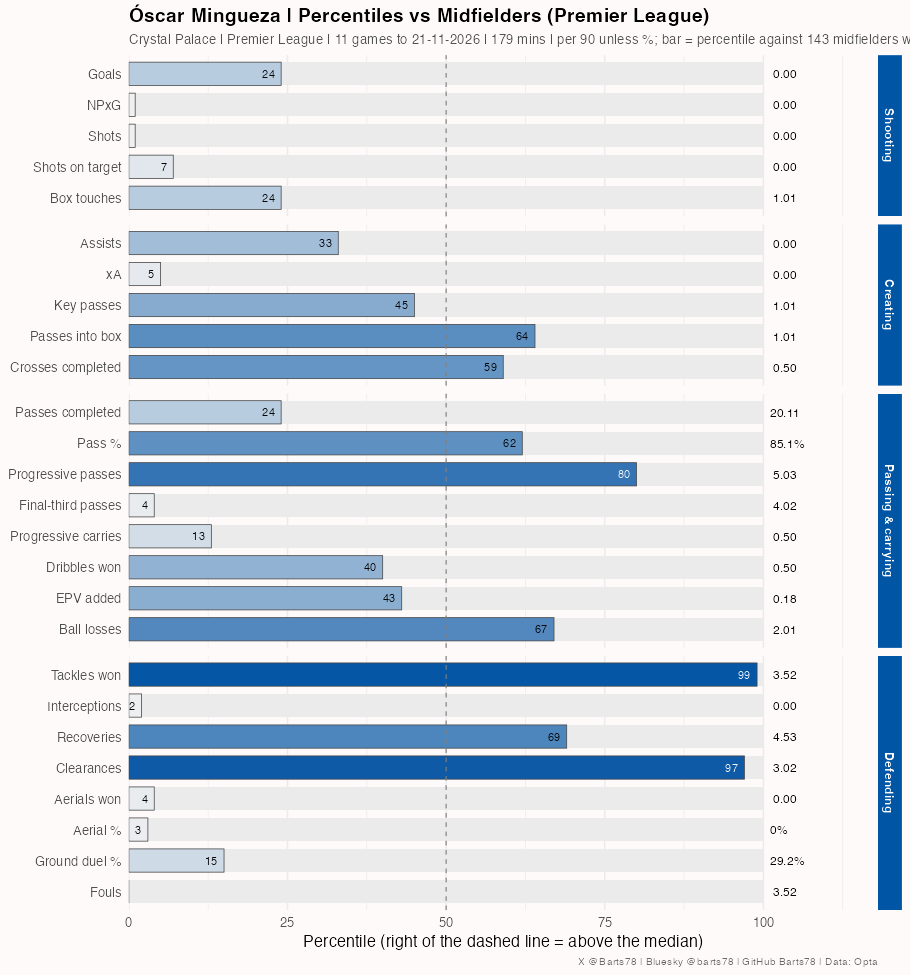 Óscar Mingueza | Percentiles vs Midfielders (Premier League)
Crystal Palace | Premier League | 11 games to 21-11-2026 | 179 mins | per 90 unless %; bar = percentile against 143 midfielders w
Shooting
Goals 24 0.00
NPxG 0.00
Shots 0.00
Shots on target 7 0.00
Box touches 24 1.01
Creating
Assists 33 0.00
xA 5 0.00
Key passes 45 1.01
Passes into box 64 1.01
Crosses completed 59 0.50
Passing & carrying
Passes completed 24 20.11
Pass % 62 85.1%
Progressive passes 80 5.03
Final-third passes 4 4.02
Progressive carries 13 0.50
Dribbles won 40 0.50
EPV added 43 0.18
Ball losses 67 2.01
Defending
Tackles won 99 3.52
Interceptions 2 0.00
Recoveries 69 4.53
Clearances 97 3.02
Aerials won 4 0.00
Aerial % 3 0%
Ground duel % 15 29.2%
Fouls 3.52
0 25 50 75 100
Percentile (right of the dashed line = above the median)
X @Barts78 | Bluesky @barts78 | GitHub Barts78 | Data: Opta